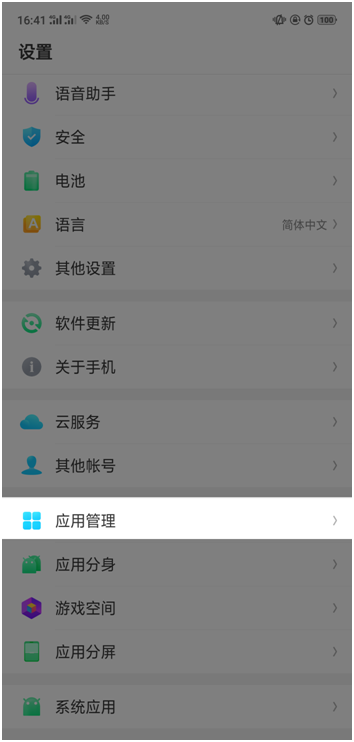 16:41 4G 4G 4.00 KB/S 100
设置
语音助手
安全
电池
语言 简体中文
其他设置
软件更新
关于手机
云服务
其他帐号
应用管理
应用分身
游戏空间
应用分屏
系统应用